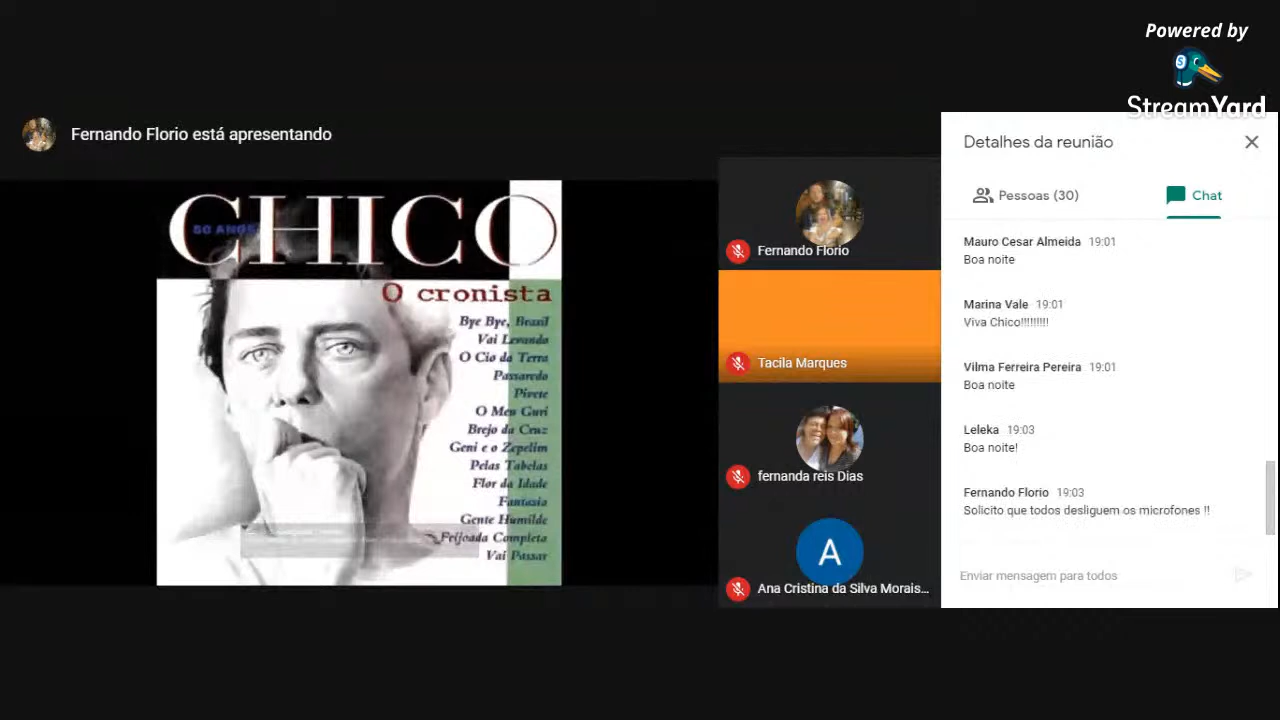 Powered by
StreamYard
Fernando Florio está apresentando
CHICO
50 ANOS
O cronista
Bye Bye, Brasil
Vai Levando
O Cio da Terra
Passaredo
Pivete
O Meu Guri
Brejo da Cruz
Geni e o Zepelim
Pelas Tabelas
Flor da Idade
Fantasia
Gente Humilde
Feijoada Completa
Vai Passar
Fernando Florio
Tacila Marques
fernanda reis Dias
A
Ana Cristina da Silva Morais...
Detalhes da reunião
Pessoas (30)
Chat
Mauro Cesar Almeida 19:01
Boa noite
Marina Vale 19:01
Viva Chico!!!!!!!!!
Vilma Ferreira Pereira 19:01
Boa noite
Leleka 19:03
Boa noite!
Fernando Florio 19:03
Solicito que todos desliguem os microfones !!
Enviar mensagem para todos